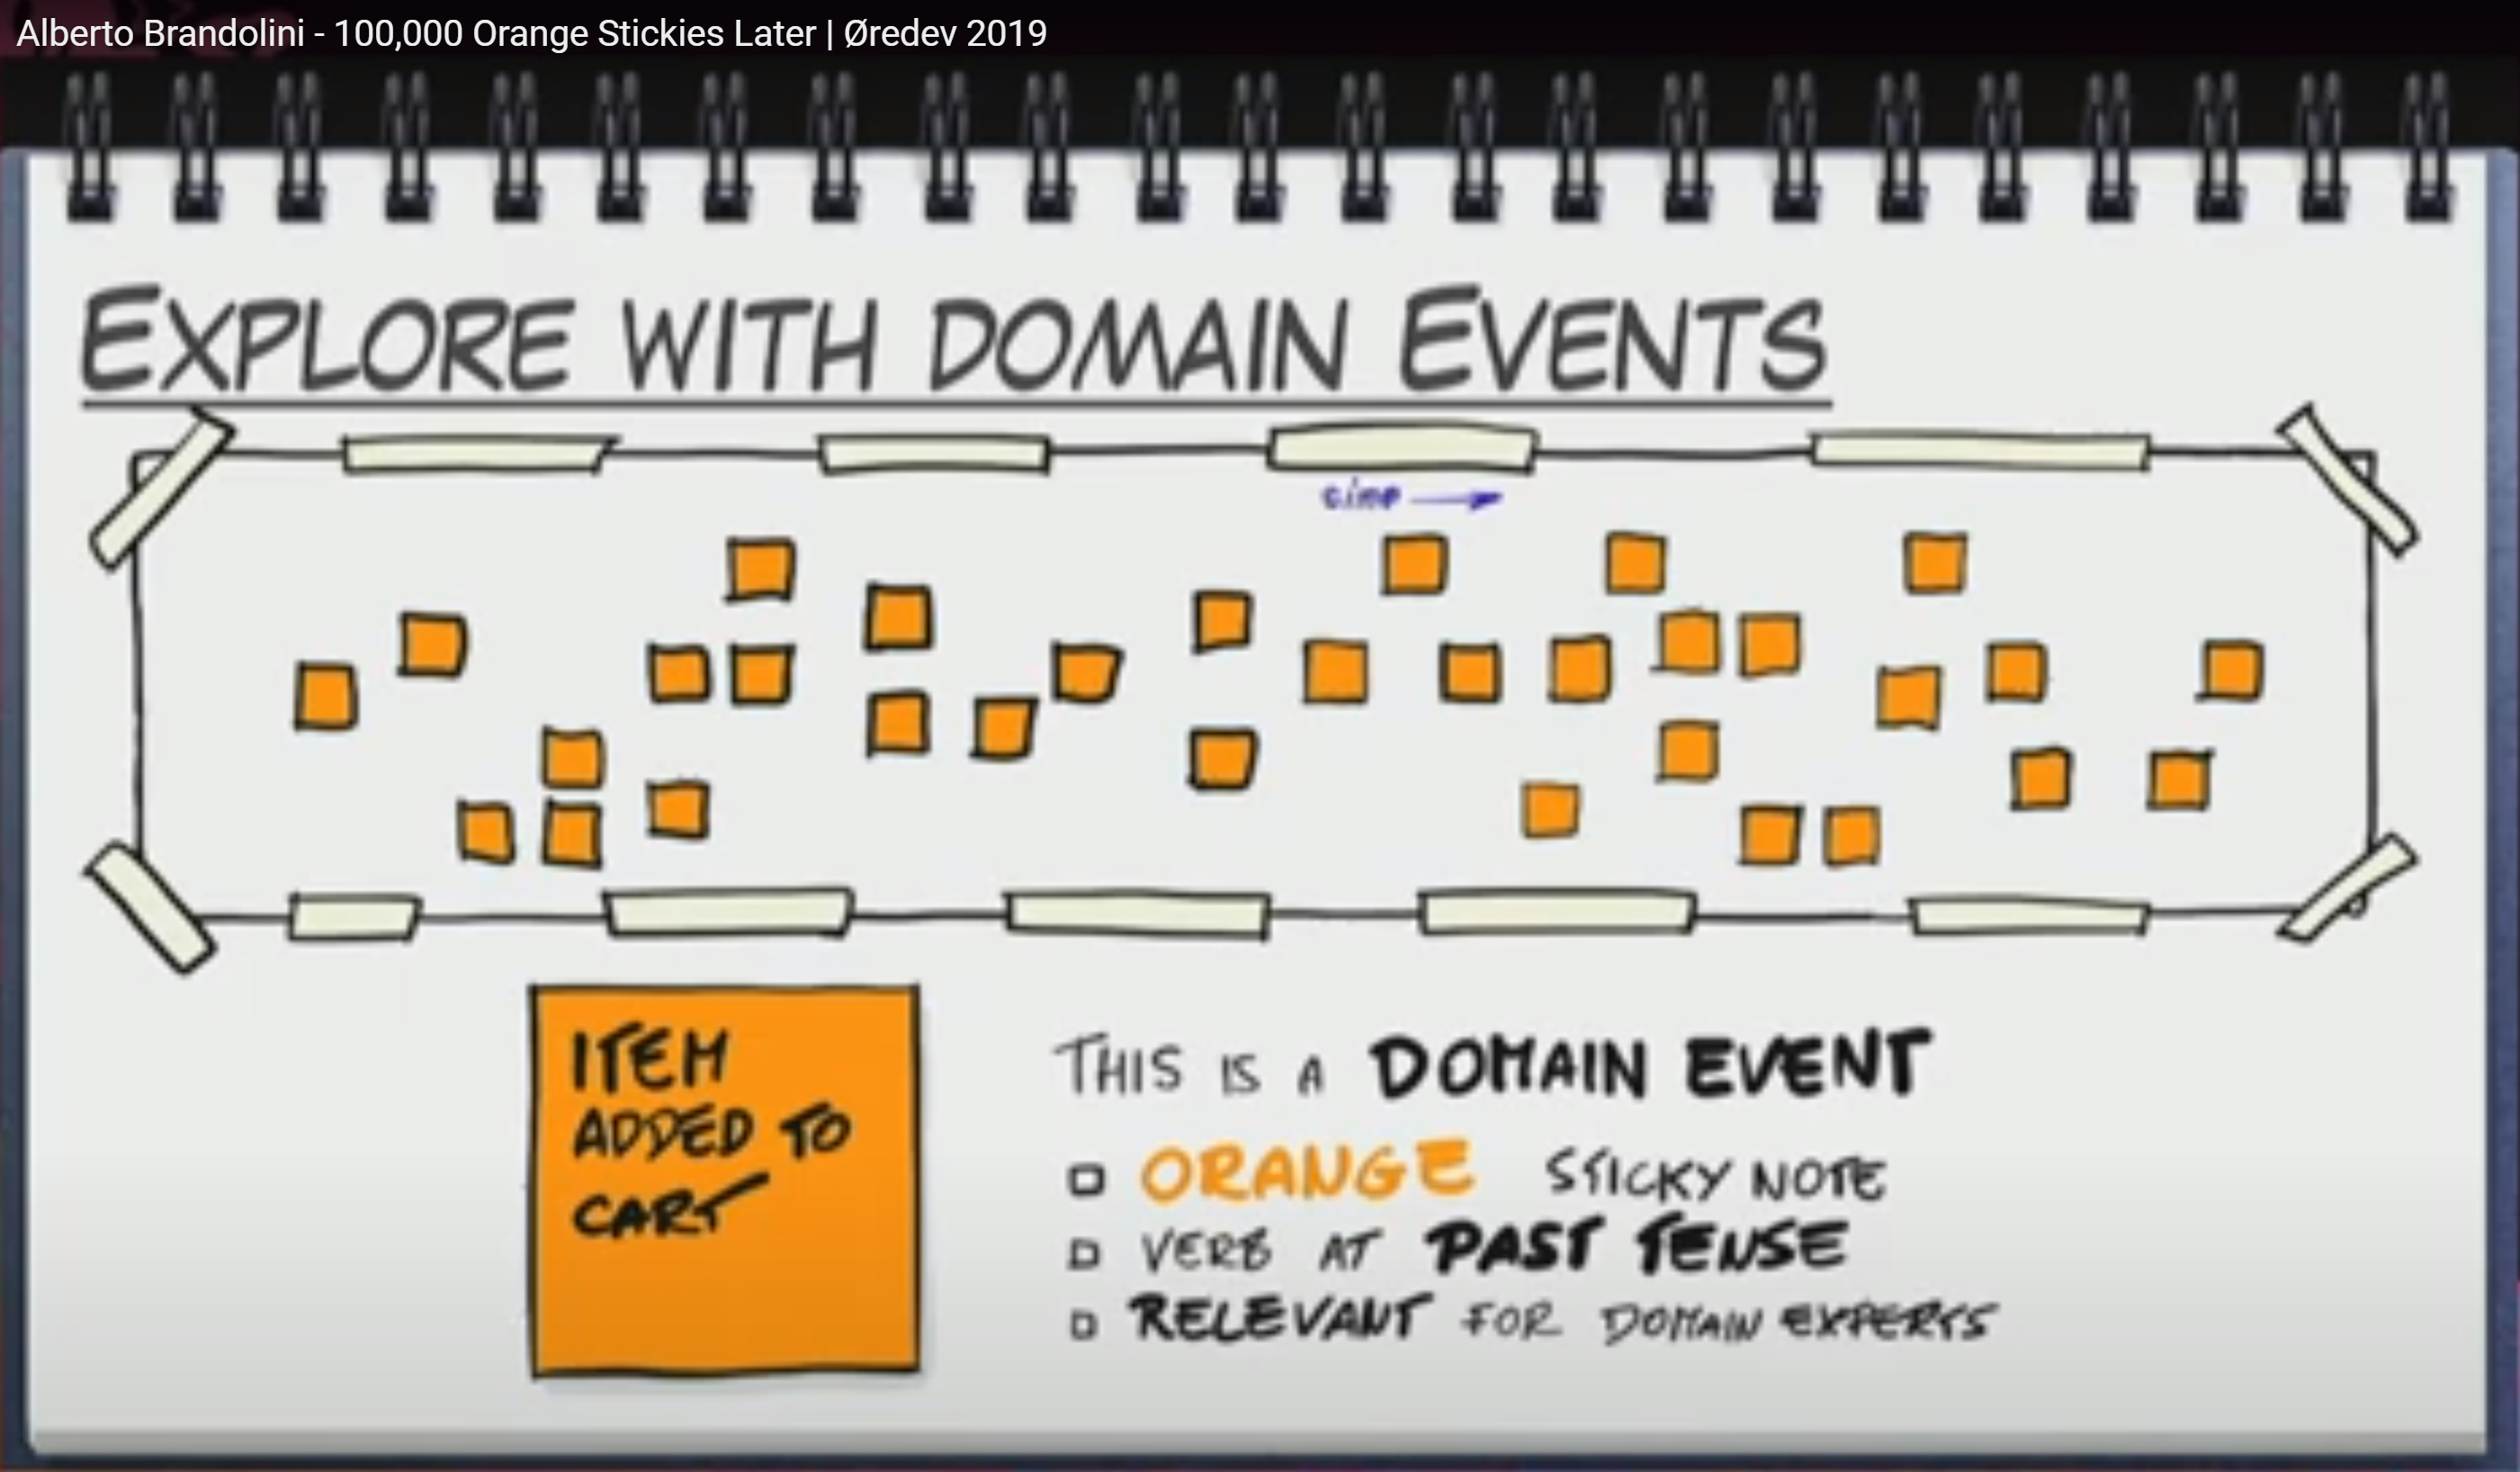 Alberto Brandolini - 100,000 Orange Stickies Later | Øredev 2019
EXPLORE WITH DOMAIN EVENTS
time
ITEM
ADDED TO
CART
THIS IS A DOMAIN EVENT
ORANGE STICKY NOTE
VERB AT PAST TENSE
RELEVANT FOR DOMAIN EXPERTS